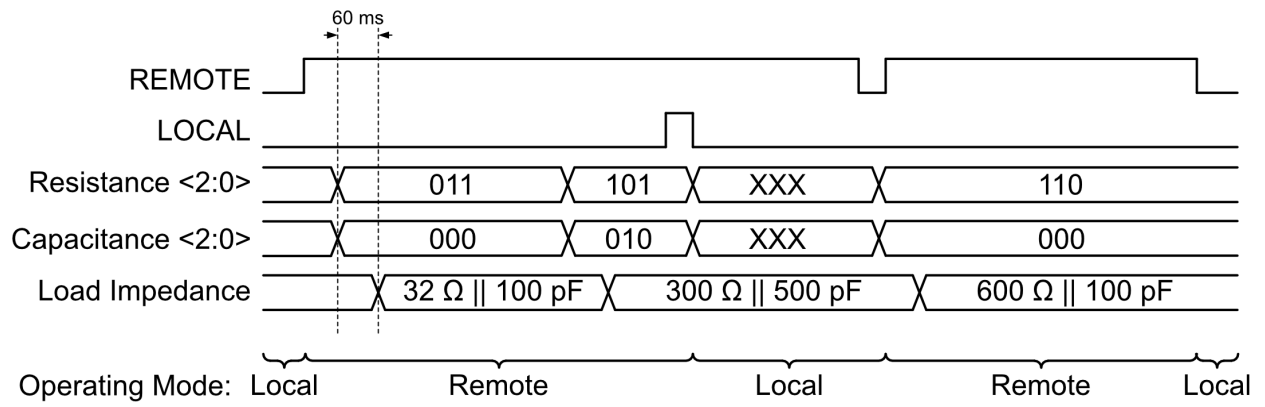 60 ms
REMOTE
LOCAL
Resistance <2:0> 011 101 XXX 110
Capacitance <2:0> 000 010 XXX 000
Load Impedance 32 Ω || 100 pF 300 Ω || 500 pF 600 Ω || 100 pF
Operating Mode: Local Remote Local Remote Local